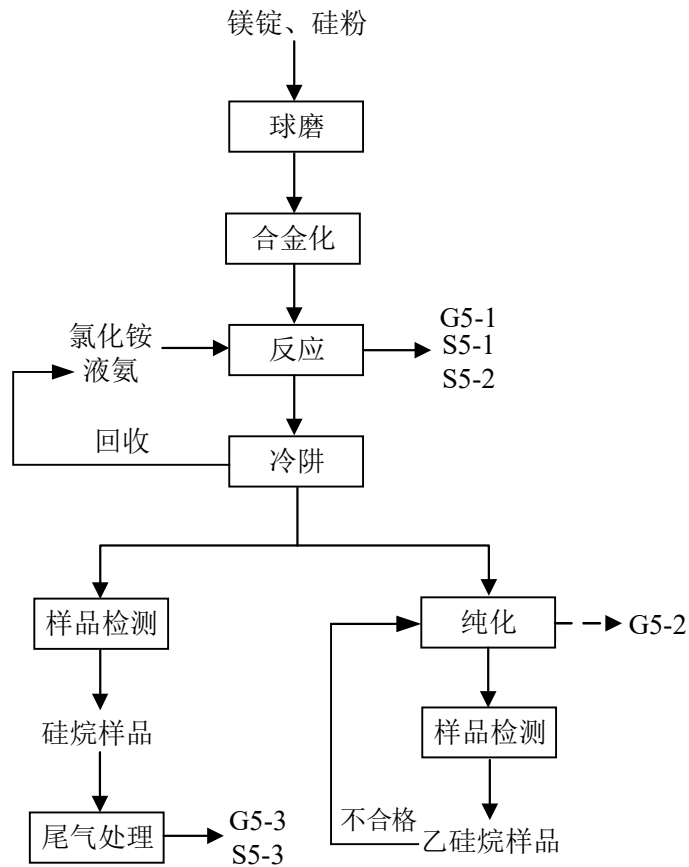 镁锭、硅粉
球磨
合金化
氯化铵
液氨
反应
G5-1
S5-1
S5-2
回收
冷阱
样品检测
纯化
G5-2
硅烷样品
样品检测
尾气处理
G5-3
S5-3
不合格
乙硅烷样品